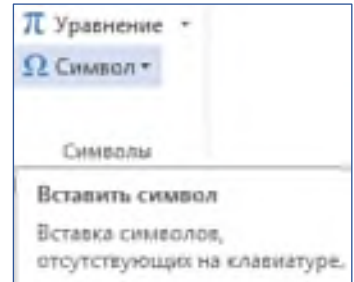 π Уравнение
Ω Символ
Символы
Вставить символ
Вставка символов,
отсутствующих на клавиатуре.